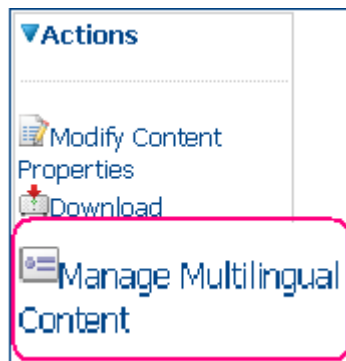 Actions
Modify Content
Properties
Download
Manage Multilingual
Content